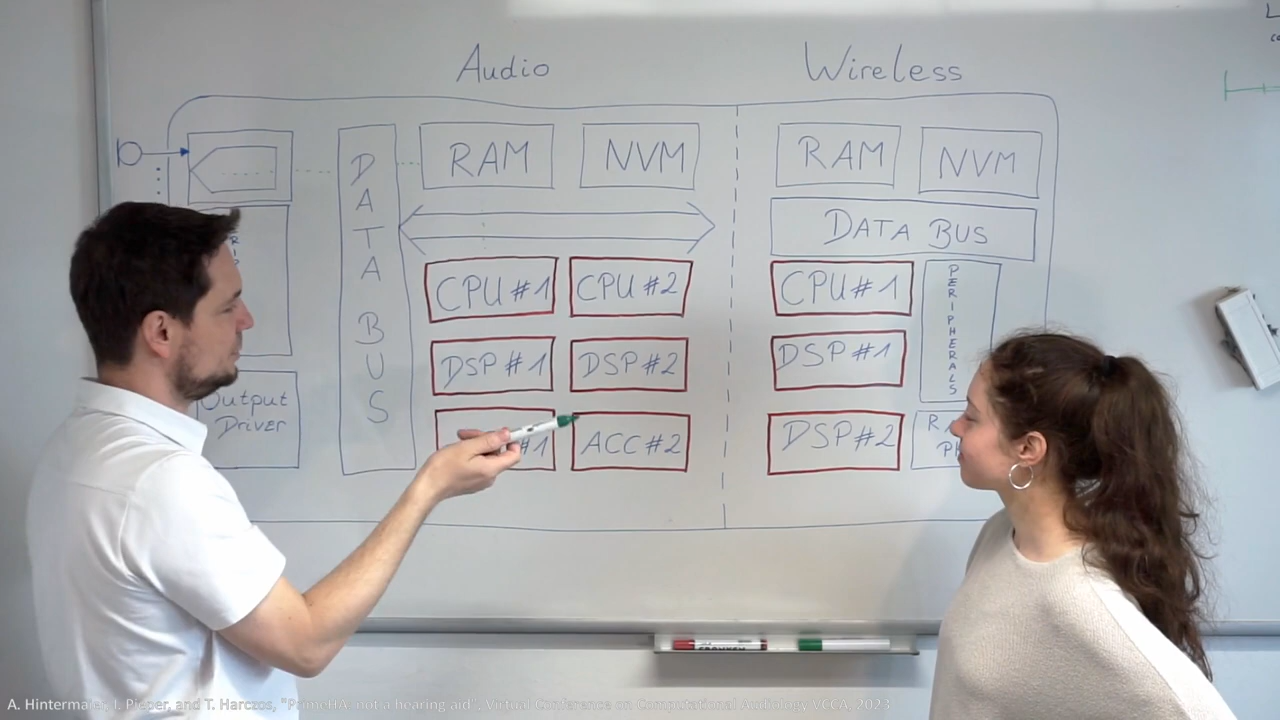 Audio
Wireless
RAM
NVM
RAM
NVM
DATA BUS
DATA BUS
CPU #1
CPU #2
CPU #1
PERIPHERALS
DSP #1
DSP #2
DSP #1
Output
Driver
#1
ACC #2
DSP #2
A. Hintermaier, I. Pieper, and T. Harczos, "PrimeHA: not a hearing aid", Virtual Conference on Computational Audiology VCCA, 2023